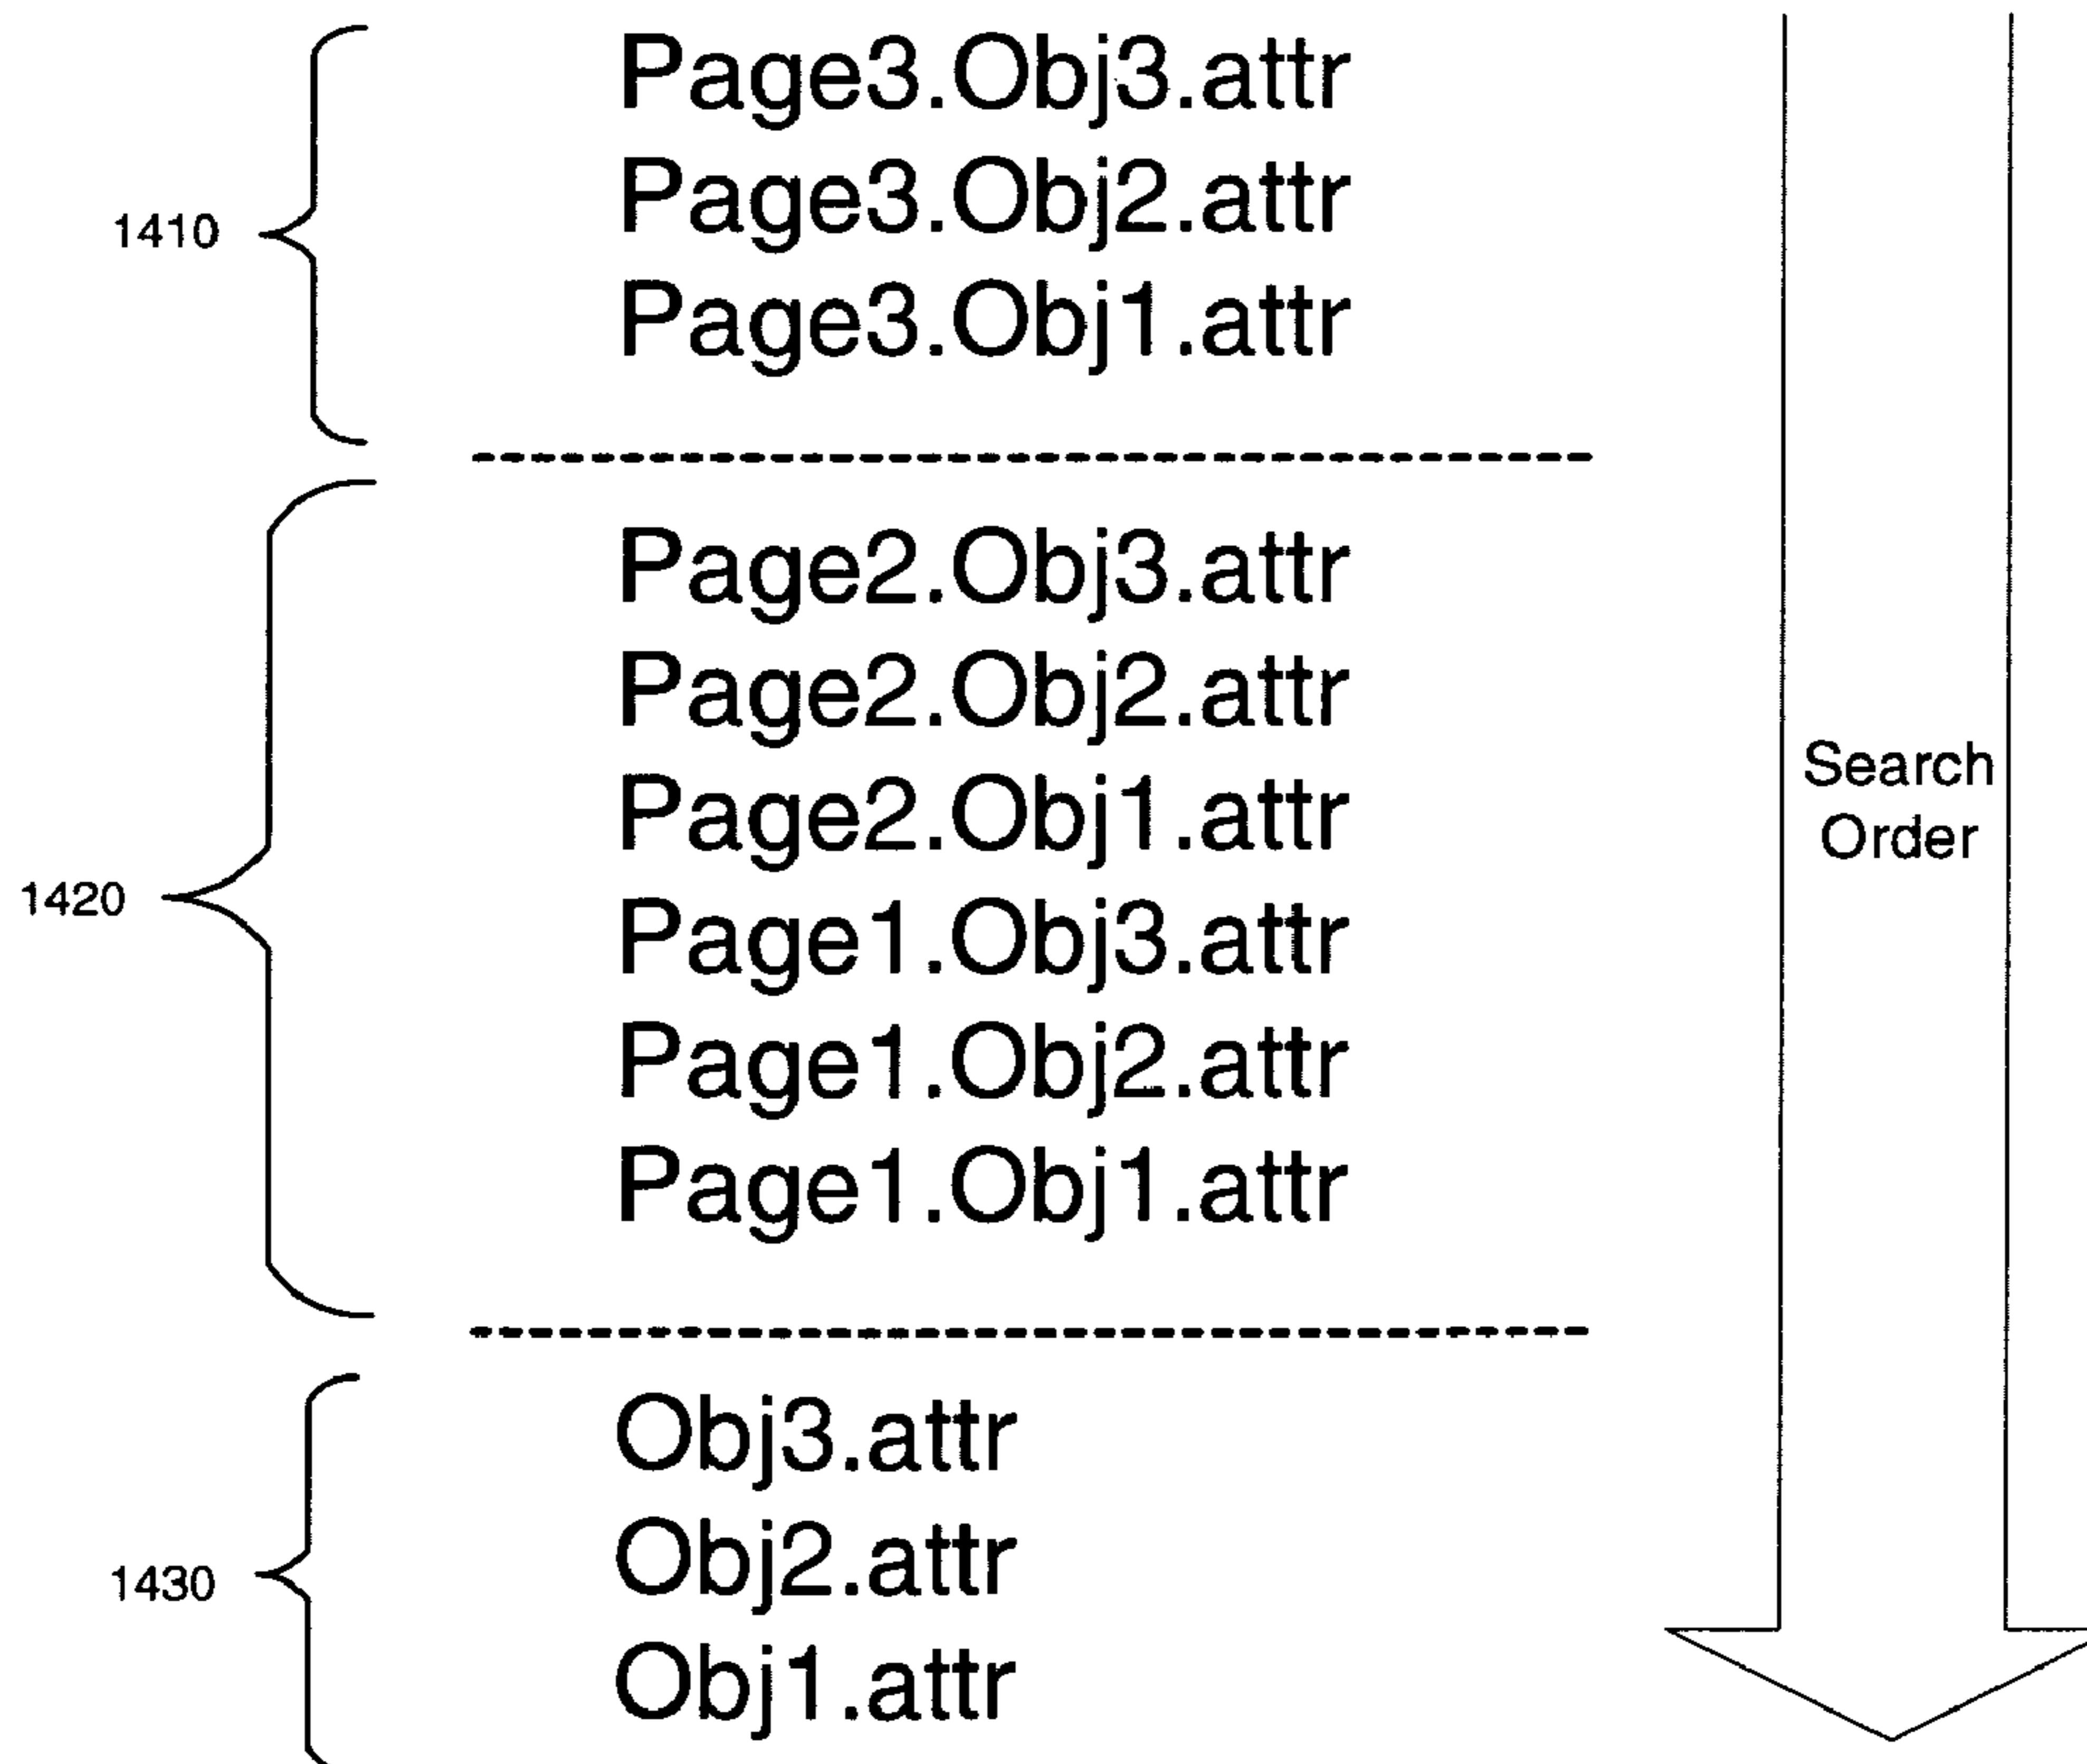 Page3.Obj3.attr
Page3.Obj2.attr
1410
Page3.Obj1.attr
Page2.Obj3.attr
Page2.Obj2.attr
Page2.Obj1.attr
Search
Order
1420
Page1.Obj3.attr
Page1.Obj2.attr
Page1.Obj1.attr
Obj3.attr
Obj2.attr
1430
Obj1.attr